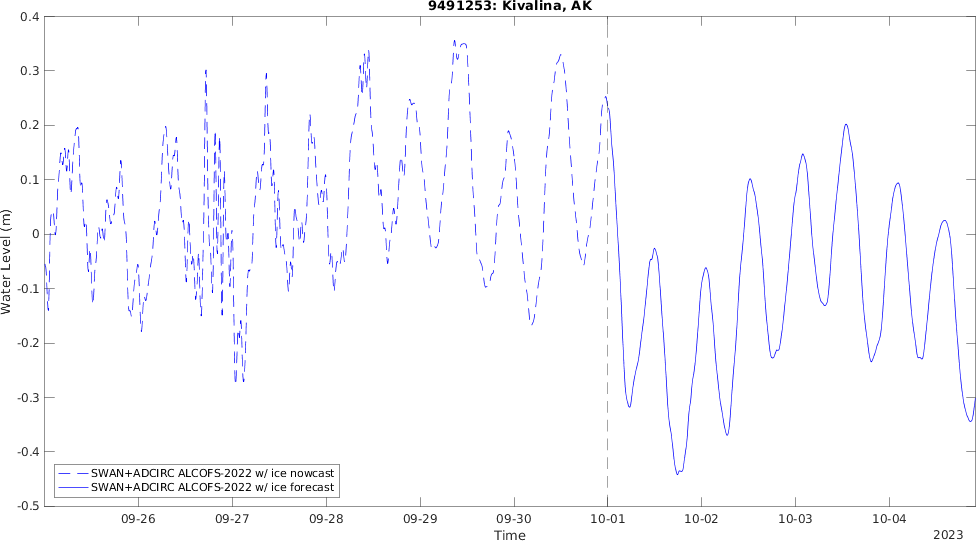 9491253: Kivalina, AK
Water Level (m)
0.4
0.3
0.2
0.1
0
-0.1
-0.2
-0.3
-0.4
-0.5
SWAN+ADCIRC ALCOFS-2022 w/ ice nowcast
SWAN+ADCIRC ALCOFS-2022 w/ ice forecast
09-26 09-27 09-28 09-29 09-30 10-01 10-02 10-03 10-04
Time
2023